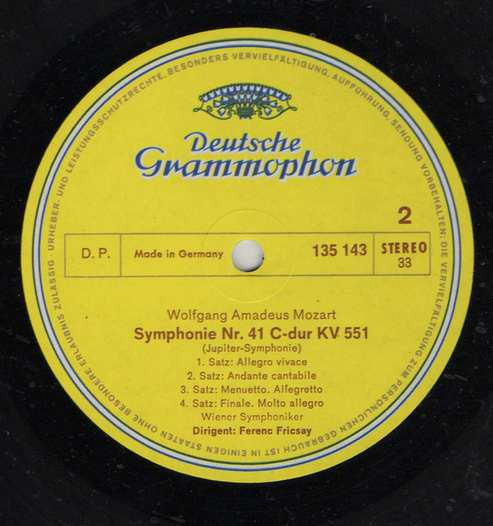 URHEBER- UND LEISTUNGSSCHUTZRECHTE, BESONDERS VERVIELFÄLTIGUNG, AUFFÜHRUNG, SENDUNG VORBEHALTEN: DIE VERVIELFÄLTIGUNG ZUM PERSÖNLICHEN GEBRAUCH IST IN EINIGEN STAATEN OHNE BESONDERE ERLAUBNIS ZULÄSSIG ·
Deutsche
Grammophon
2
D. P.
Made in Germany
135 143
STEREO
33
Wolfgang Amadeus Mozart
Symphonie Nr. 41 C-dur KV 551
(Jupiter-Symphonie)
1. Satz: Allegro vivace
2. Satz: Andante cantabile
3. Satz: Menuetto. Allegretto
4. Satz: Finale. Molto allegro
Wiener Symphoniker
Dirigent: Ferenc Fricsay